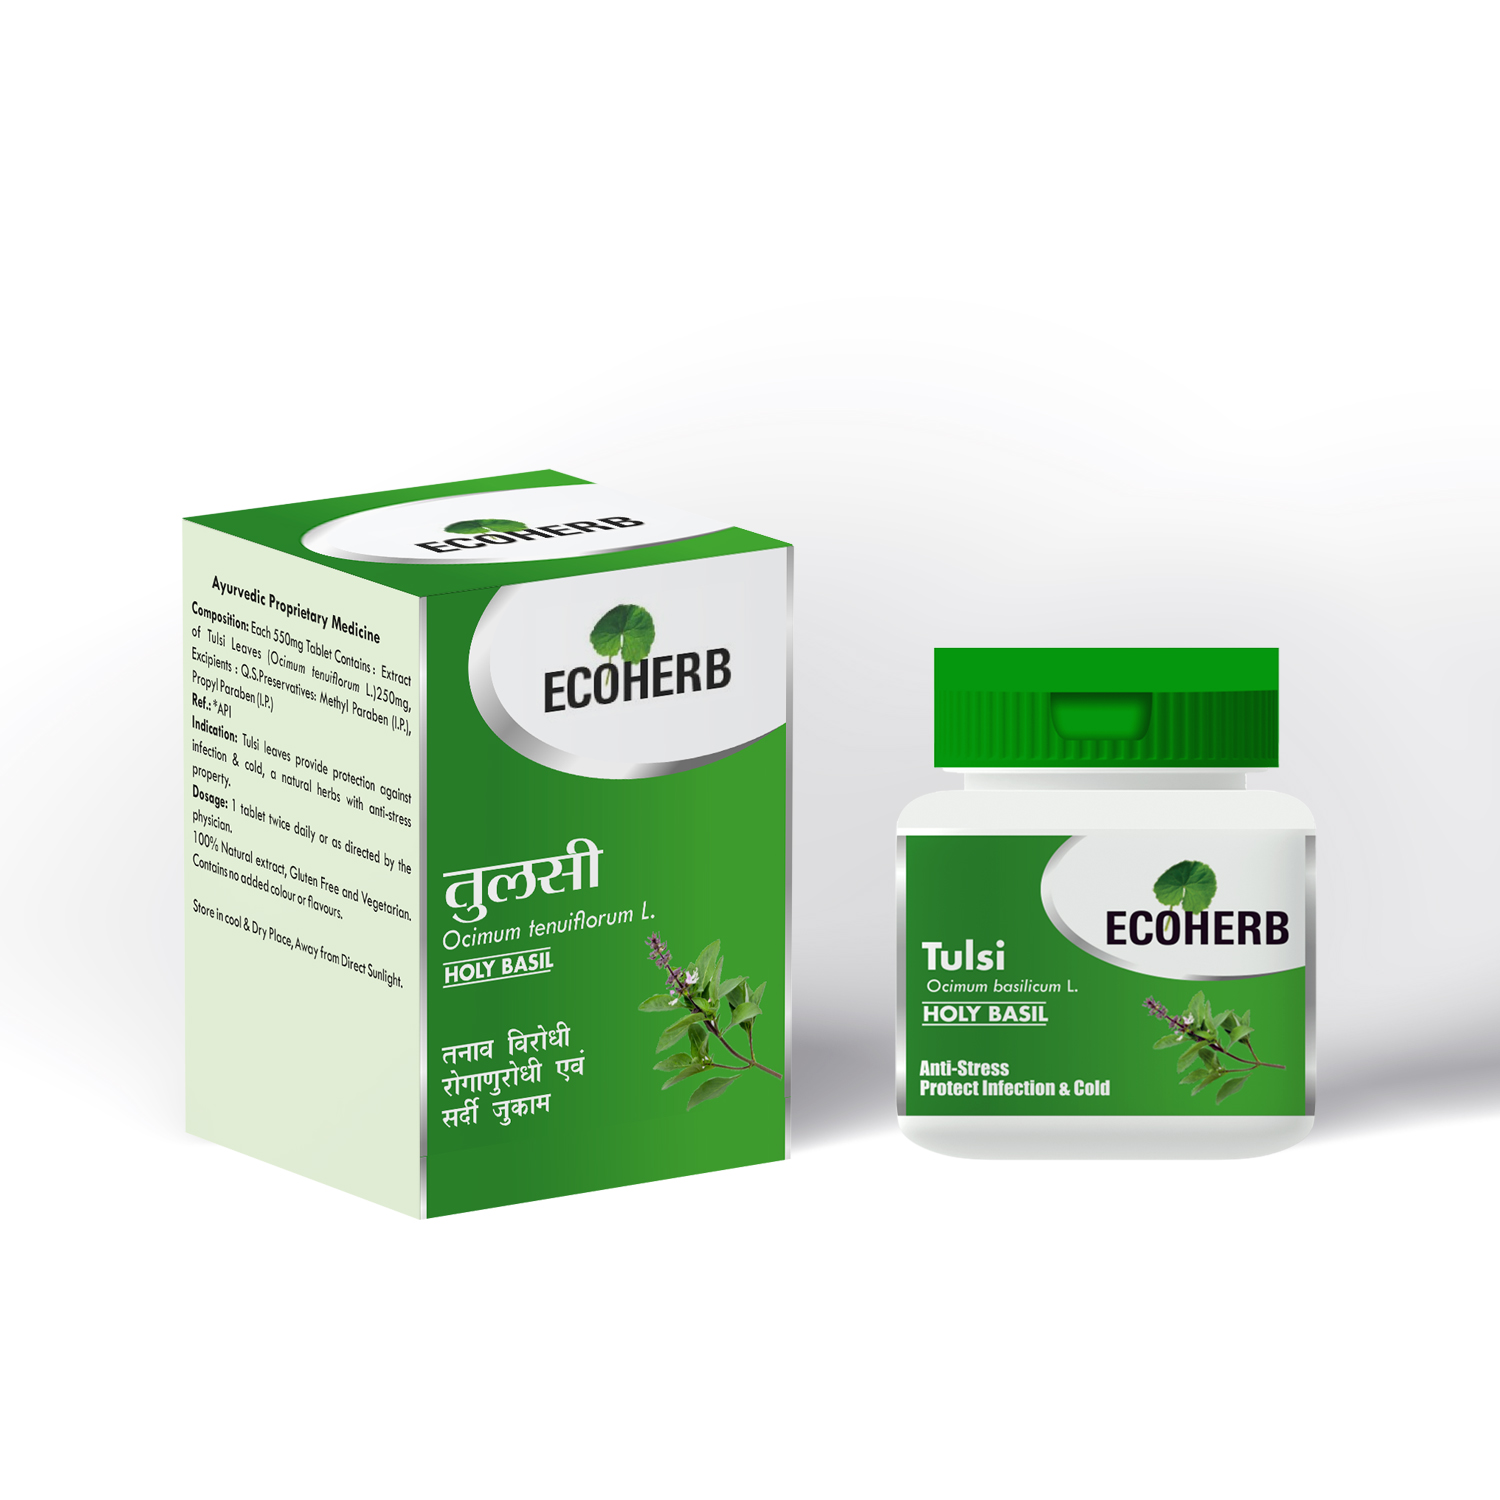 ECOHERB
Ayurvedic Proprietary Medicine
Composition: Each 550mg Tablet Contains : Extract
of Tulsi Leaves (Ocimum tenuiflorum L.)250mg,
Excipients : Q.S.Preservatives: Methyl Paraben (I.P.),
Propyl Paraben (I.P.)
Ref.: *API
Indication: Tulsi leaves provide protection against
infection & cold, a natural herbs with anti-stress
property.
Dosage: 1 tablet twice daily or as directed by the
physician.
100% Natural extract, Gluten Free and Vegetarian.
Contains no added colour or flavours.
Store in cool & Dry Place, Away from Direct Sunlight.
ECOHERB
तुलसी
Ocimum tenuiflorum L.
HOLY BASIL
तनाव विरोधी
रोगाणुरोधी एवं
सर्दी जुकाम
ECOHERB
Tulsi
Ocimum basilicum L.
HOLY BASIL
Anti-Stress
Protect Infection & Cold